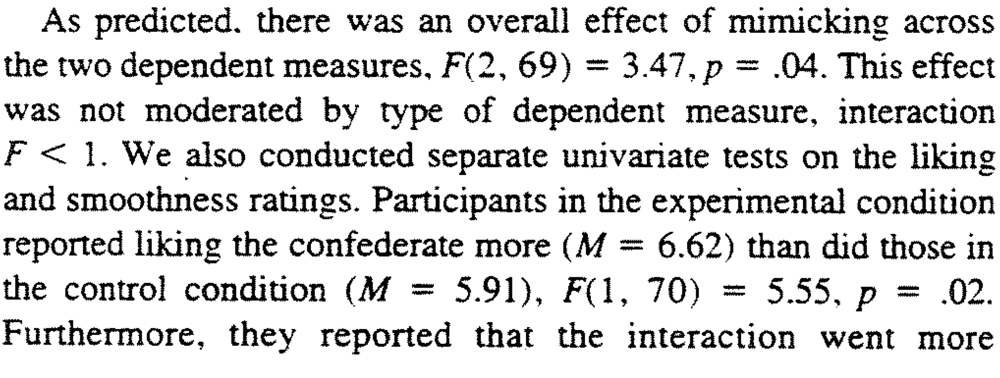 As predicted. there was an overall effect of mimicking across
the two dependent measures, F(2, 69) = 3.47, p = .04. This effect
was not moderated by type of dependent measure, interaction
F < 1. We also conducted separate univariate tests on the liking
and smoothness ratings. Participants in the experimental condition
reported liking the confederate more (M = 6.62) than did those in
the control condition (M = 5.91), F(1, 70) = 5.55, p = .02.
Furthermore, they reported that the interaction went more